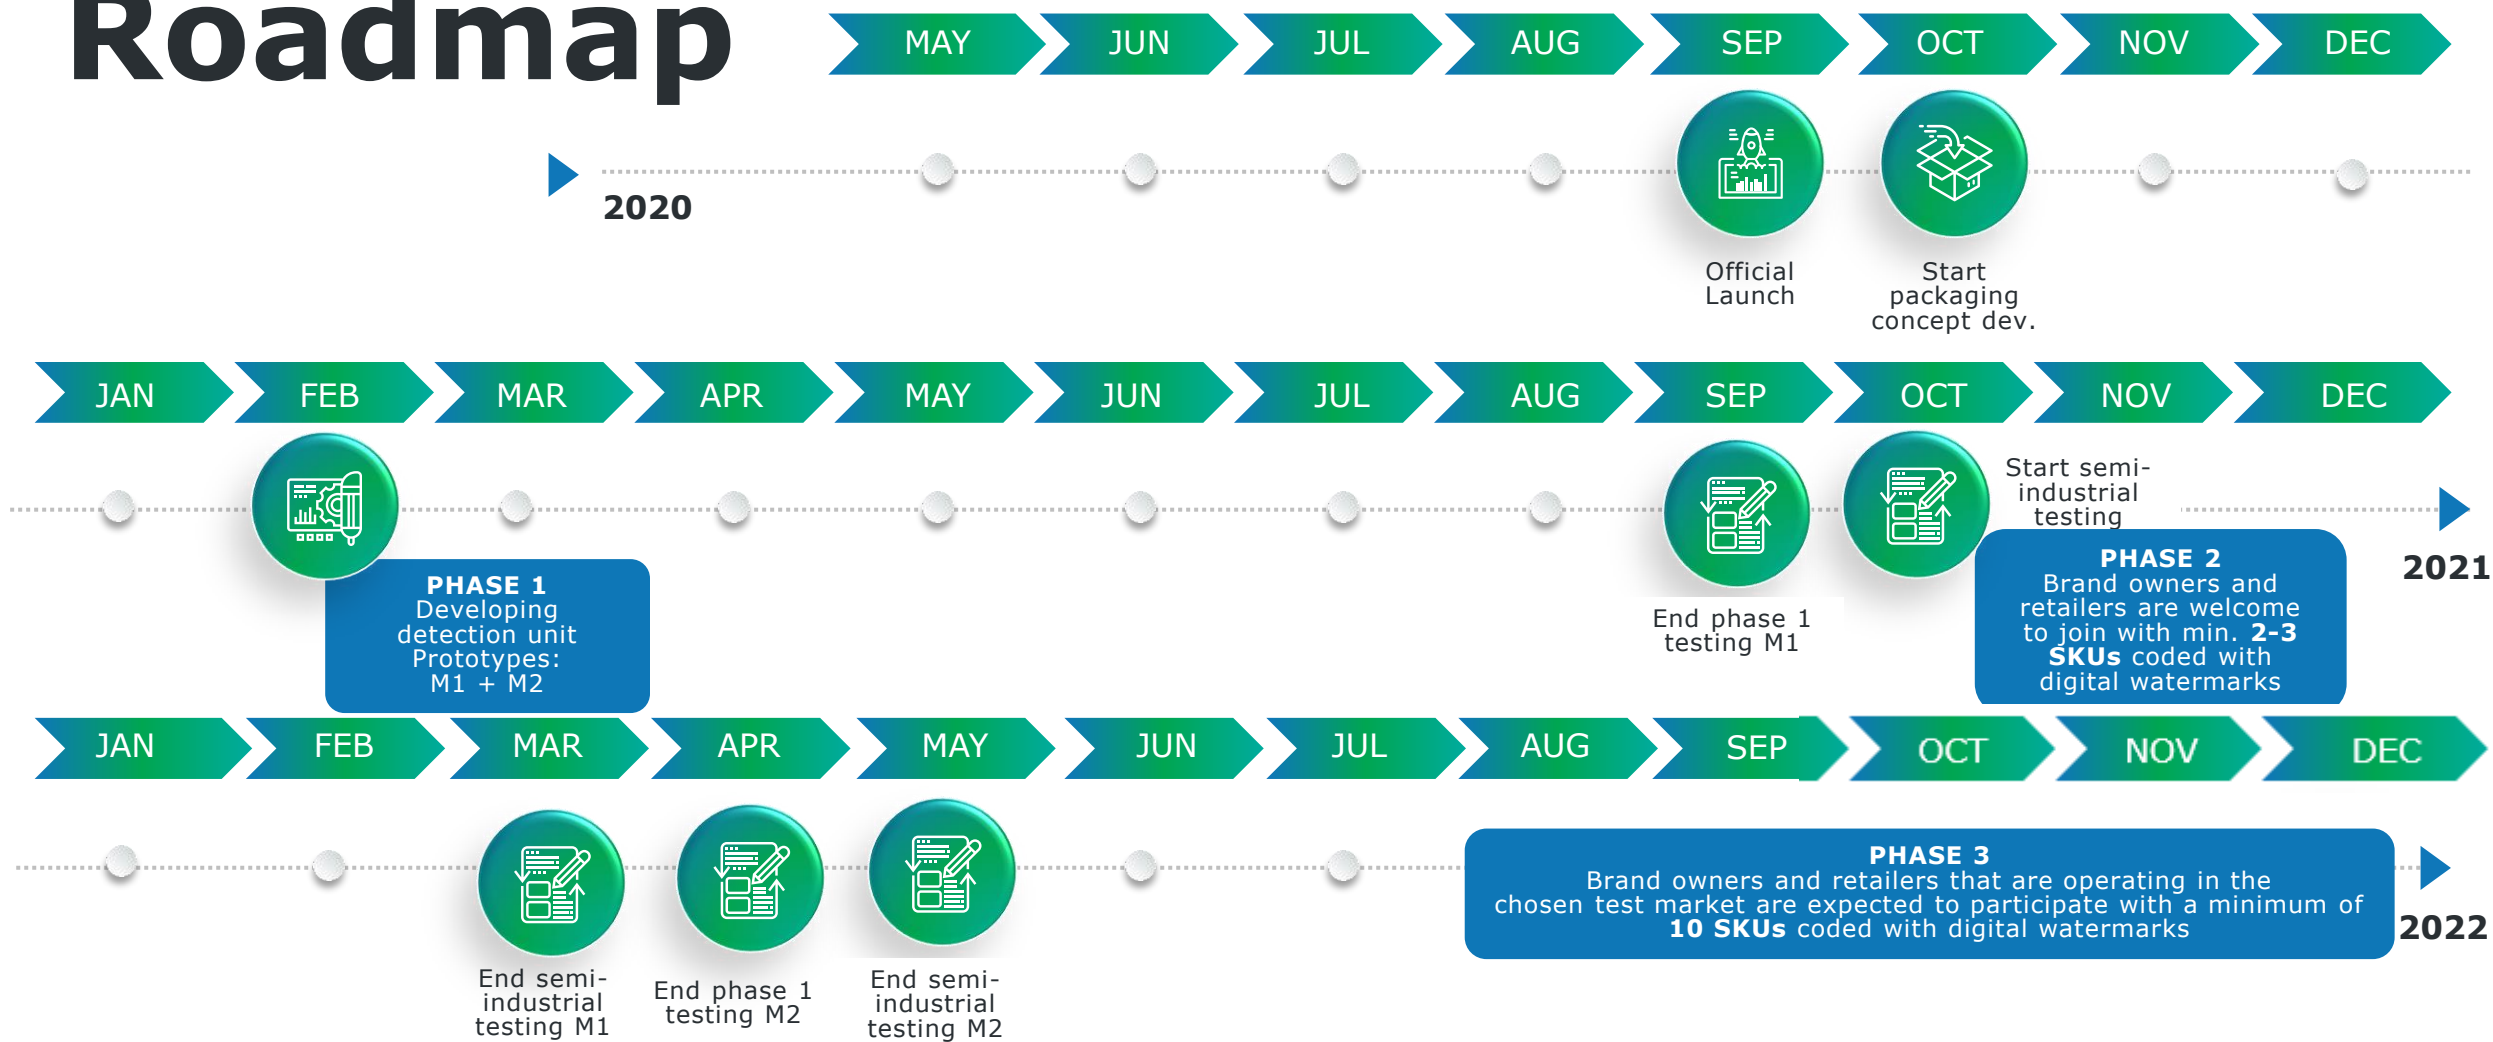 Roadmap
MAY JUN JUL AUG SEP OCT NOV DEC
2020
Official
Launch
Start
packaging
concept dev.
JAN FEB MAR APR MAY JUN JUL AUG SEP OCT NOV DEC
PHASE 1
Developing
detection unit
Prototypes:
M1 + M2
End phase 1
testing M1
Start semi-
industrial
testing
PHASE 2
Brand owners and
retailers are welcome
to join with min. 2-3
SKUs coded with
digital watermarks
2021
JAN FEB MAR APR MAY JUN JUL AUG SEP OCT NOV DEC
End semi-
industrial
testing M1
End phase 1
testing M2
End semi-
industrial
testing M2
PHASE 3
Brand owners and retailers that are operating in the
chosen test market are expected to participate with a minimum of
10 SKUs coded with digital watermarks
2022